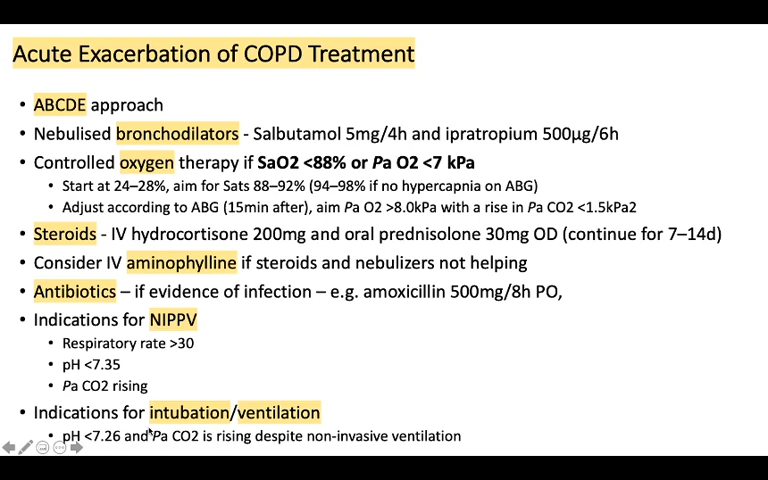 Acute Exacerbation of COPD Treatment
• ABCDE approach
• Nebulised bronchodilators - Salbutamol 5mg/4h and ipratropium 500µg/6h
• Controlled oxygen therapy if SaO2 <88% or Pa O2 <7 kPa
• Start at 24–28%, aim for Sats 88–92% (94–98% if no hypercapnia on ABG)
• Adjust according to ABG (15min after), aim Pa O2 >8.0kPa with a rise in Pa CO2 <1.5kPa2
• Steroids - IV hydrocortisone 200mg and oral prednisolone 30mg OD (continue for 7–14d)
• Consider IV aminophylline if steroids and nebulizers not helping
• Antibiotics – if evidence of infection – e.g. amoxicillin 500mg/8h PO,
• Indications for NIPPV
• Respiratory rate >30
• pH <7.35
• Pa CO2 rising
• Indications for intubation/ventilation
• pH <7.26 and Pa CO2 is rising despite non-invasive ventilation